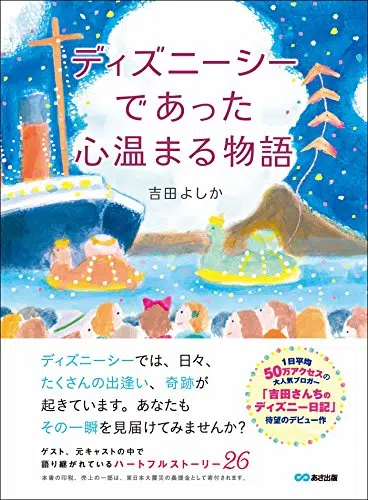 ディズニーシー
であった
心温まる物語
吉田よしか
ディズニーシーでは、日々、
たくさんの出逢い、奇跡が
起きています。あなたも
その一瞬を見届けてみませんか?
1日平均
50万アクセスの
大人気ブロガー
「吉田さんちの
ディズニー日記」
待望のデビュー作
ゲスト、元キャストの中で
語り継がれているハートフルストーリー26
本書の印税、売上の一部は、東日本大震災の義援金として寄付されます。
あさ出版